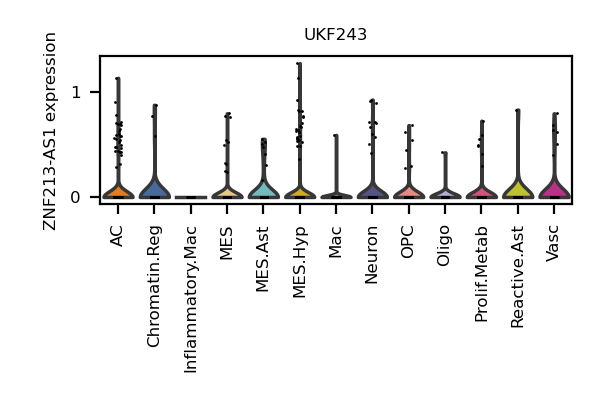 UKF243
ZNF213-AS1 expression
1
0
AC
Chromatin.Reg
Inflammatory.Mac
MES
MES.Ast
MES.Hyp
Mac
Neuron
OPC
Oligo
Prolif.Metab
Reactive.Ast
Vasc